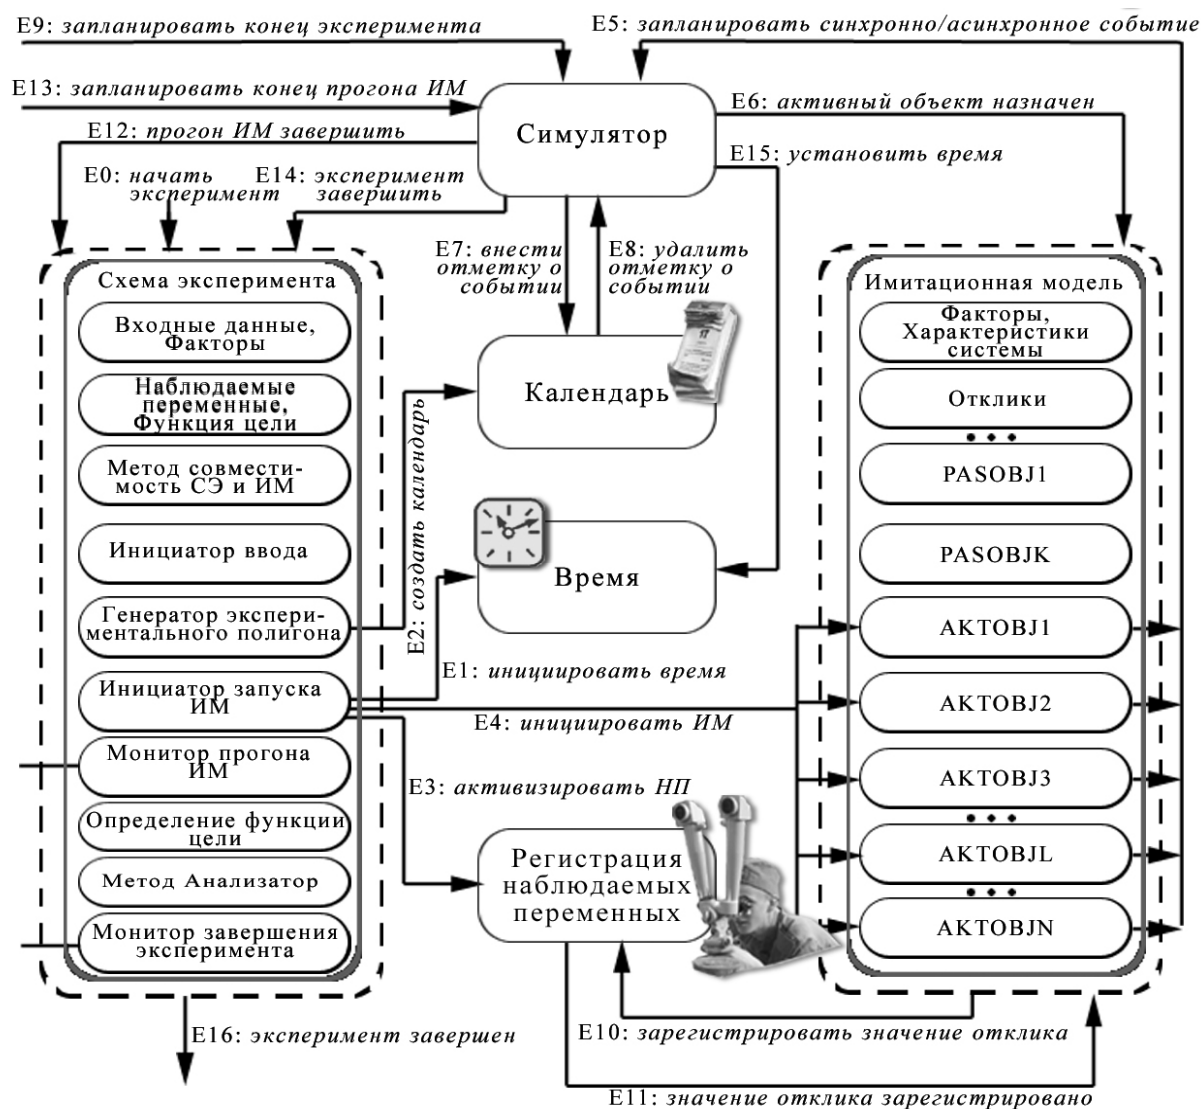 E9: запланировать конец эксперимента
E5: запланировать синхронно/асинхронное событие
E13: запланировать конец прогона ИМ
E6: активный объект назначен
E12: прогон ИМ завершить
Симулятор
E15: установить время
E0: начать
эксперимент
E14: эксперимент
завершить
E7: внести
отметку о
событии
E8: удалить
отметку о
событии
Схема эксперимента
Входные данные,
Факторы
Наблюдаемые
переменные,
Функция цели
Метод совмести-
мость СЭ и ИМ
Инициатор ввода
Генератор экспери-
ментального полигона
Инициатор запуска
ИМ
Монитор прогона
ИМ
Определение функции
цели
Метод Анализатор
Монитор завершения
эксперимента
E2: создать календарь
17
Календарь
Время
E1: инициировать время
E4: инициировать ИМ
E3: активизировать НП
Регистрация
наблюдаемых
переменных
Имитационная модель
Факторы,
Характеристики
системы
Отклики
• • •
PASOBJ1
PASOBJK
AKTOBJ1
AKTOBJ2
AKTOBJ3
• • •
AKTOBJL
• • •
AKTOBJN
E16: эксперимент завершен
E10: зарегистрировать значение отклика
E11: значение отклика зарегистрировано